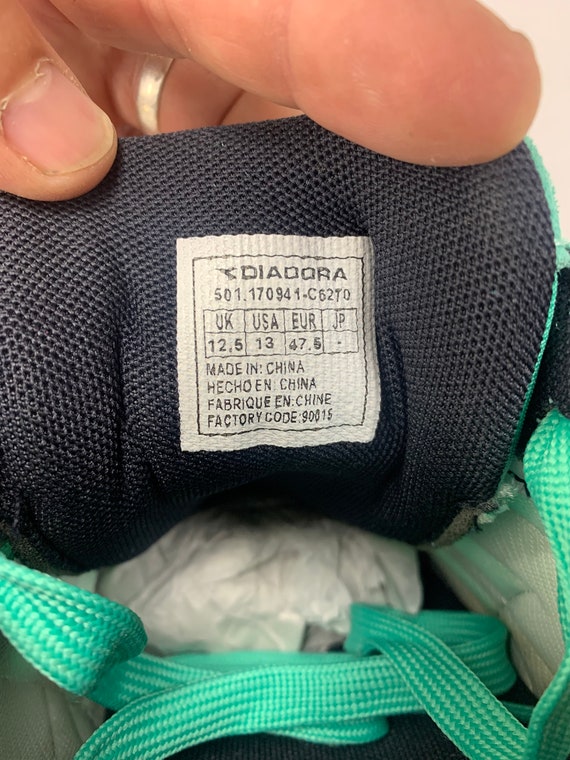 DIADORA
501.170941-C6270
UK USA EUR JP
12.5 13 47.5 -
MADE IN: CHINA
HECHO EN: CHINA
FABRIQUE EN: CHINE
FACTORY CODE: 90015